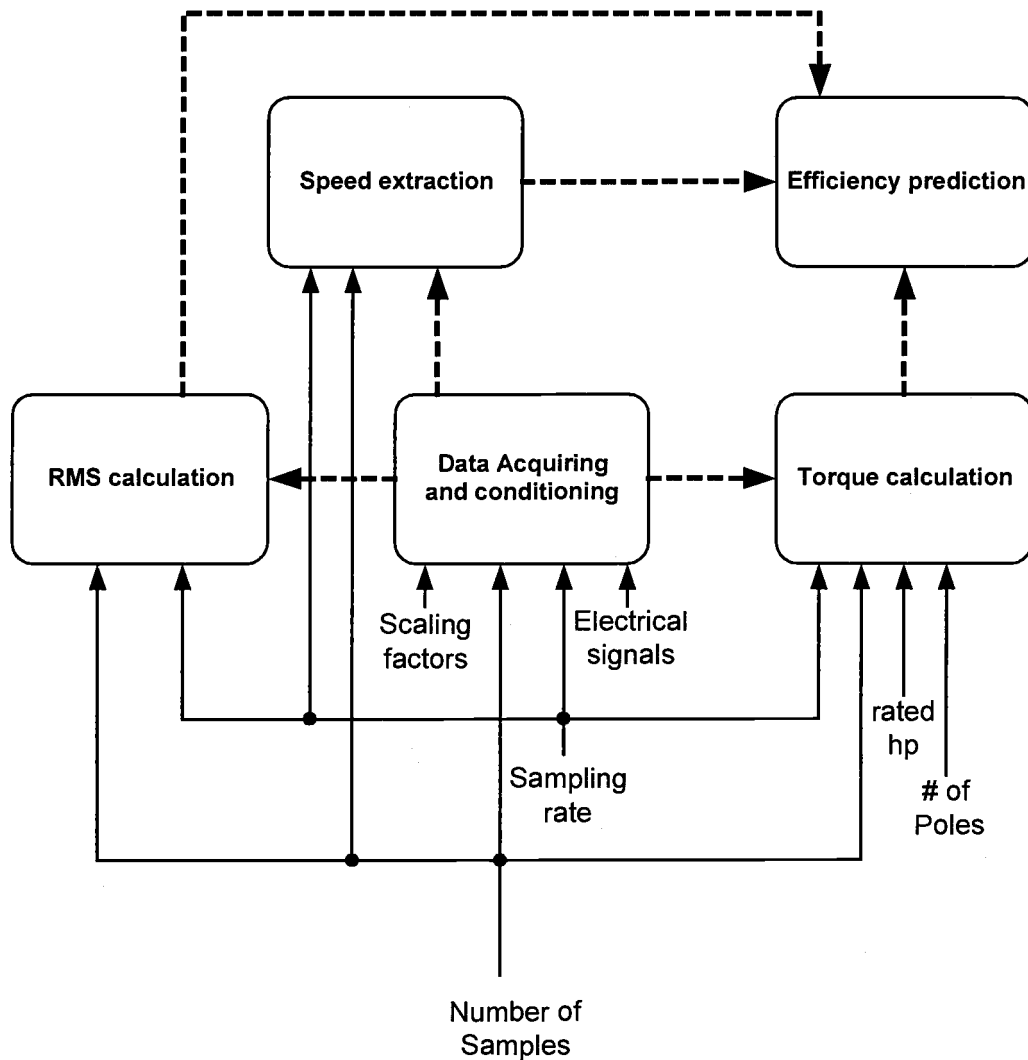 Speed extraction
Efficiency prediction
RMS calculation
Data Acquiring
and conditioning
Torque calculation
Scaling
factors
Electrical
signals
rated
hp
Sampling
rate
# of
Poles
Number of
Samples